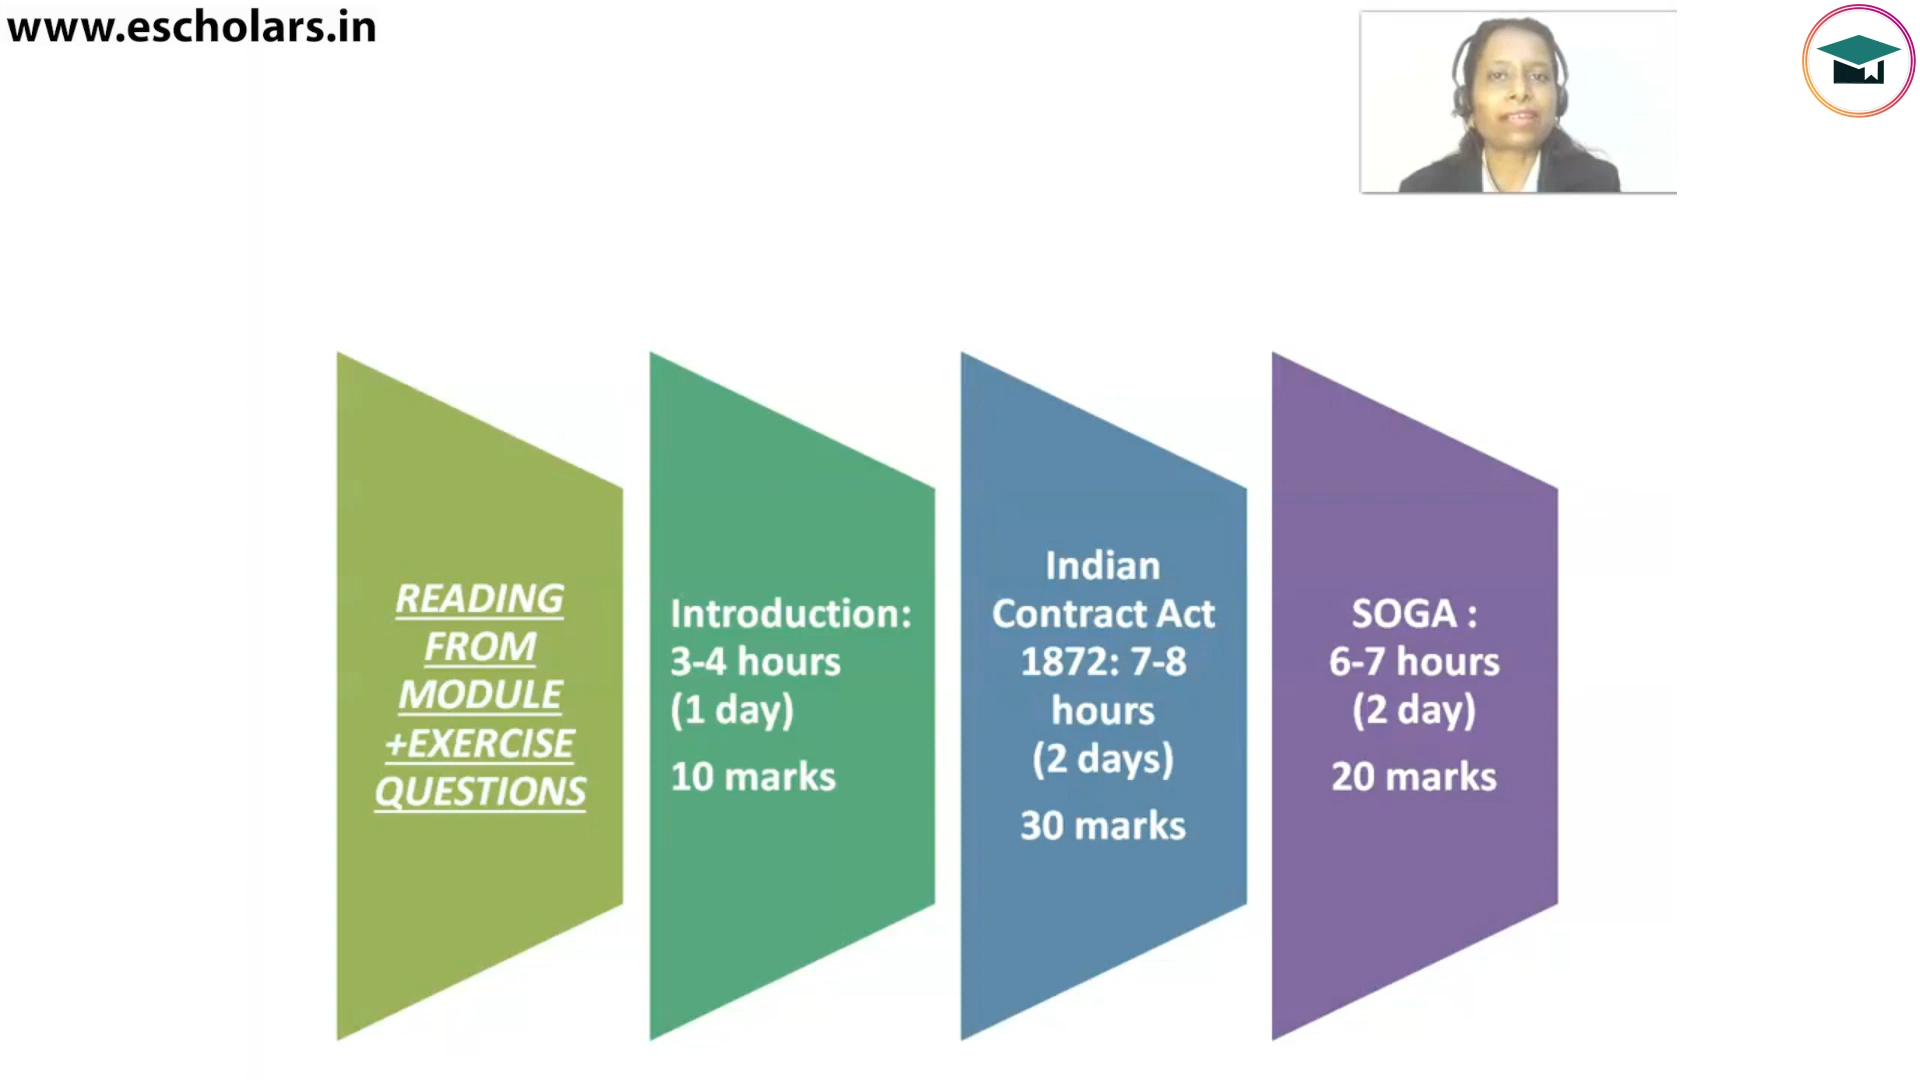 www.escholars.in
READING
FROM
MODULE
+EXERCISE
QUESTIONS
Introduction:
3-4 hours
(1 day)
10 marks
Indian
Contract Act
1872: 7-8
hours
(2 days)
30 marks
SOGA :
6-7 hours
(2 day)
20 marks